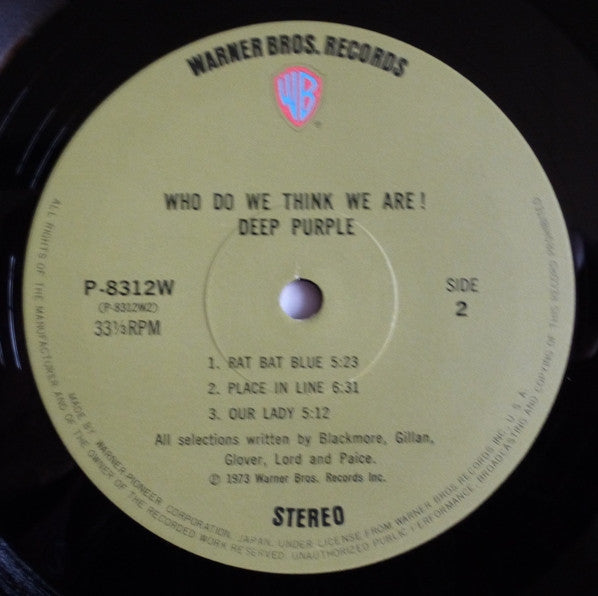 WARNER BROS. RECORDS
WB
WHO DO WE THINK WE ARE!
DEEP PURPLE
P-8312W
(P-8312W2)
33⅓RPM
SIDE
2
1. RAT BAT BLUE 5:23
2. PLACE IN LINE 6:31
3. OUR LADY 5:12
All selections written by Blackmore, Gillan,
Glover, Lord and Paice.
℗ 1973 Warner Bros. Records Inc.
STEREO
MADE BY WARNER-PIONEER CORPORATION, JAPAN, UNDER LICENSE FROM WARNER BROS RECORDS INC., U.S.A.
ALL RIGHTS OF THE MANUFACTURER AND OF THE OWNER OF THE RECORDED WORK RESERVED. UNAUTHORIZED PUBLIC PERFORMANCE, BROADCASTING AND COPYING OF THIS RECORD PROHIBITED